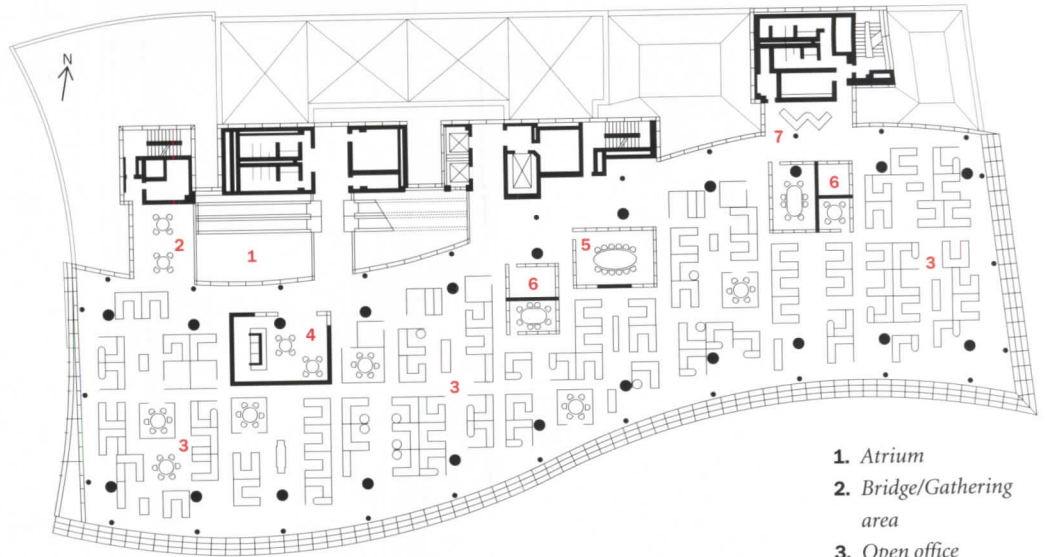 N
7
6
2
1
5
3
6
4
3
3
1. Atrium
2. Bridge/Gathering
area
3. Open office